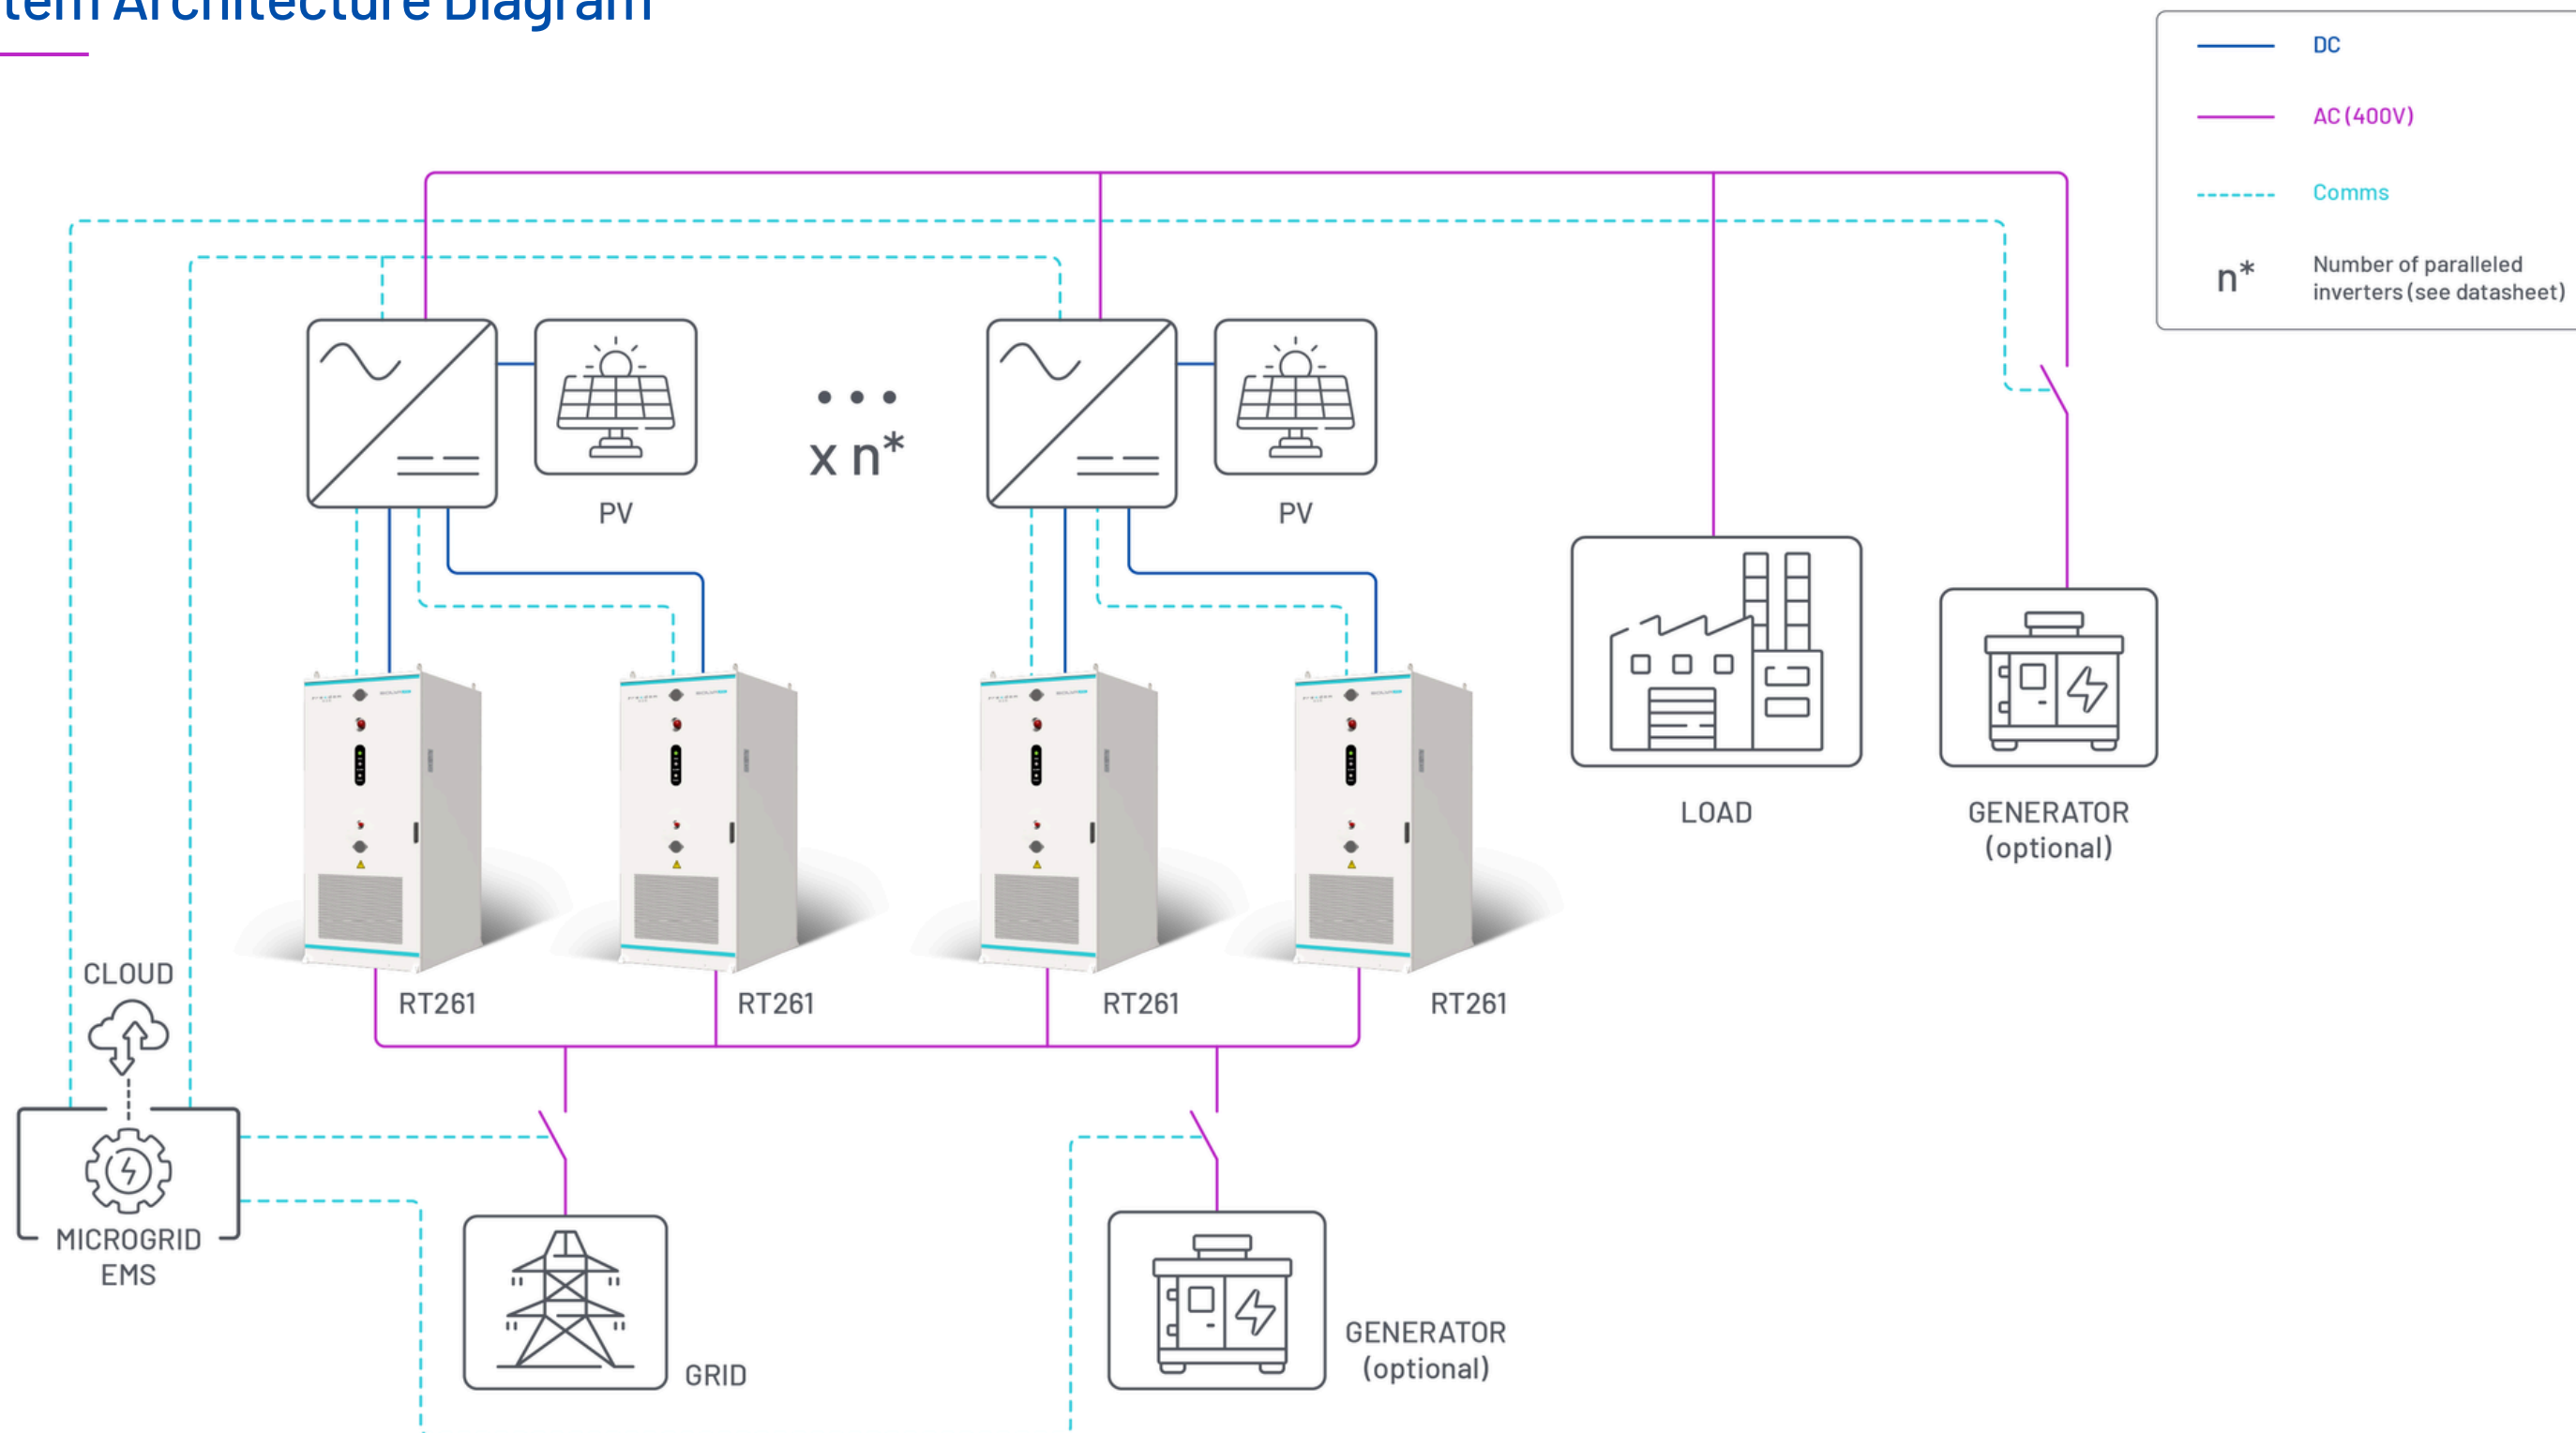 tem Architecture Diagram
DC
AC (400V)
Comms
n*
Number of paralleled
inverters (see datasheet)
x n*
PV
PV
LOAD
GENERATOR
(optional)
RT261
RT261
RT261
RT261
CLOUD
MICROGRID
EMS
GRID
GENERATOR
(optional)